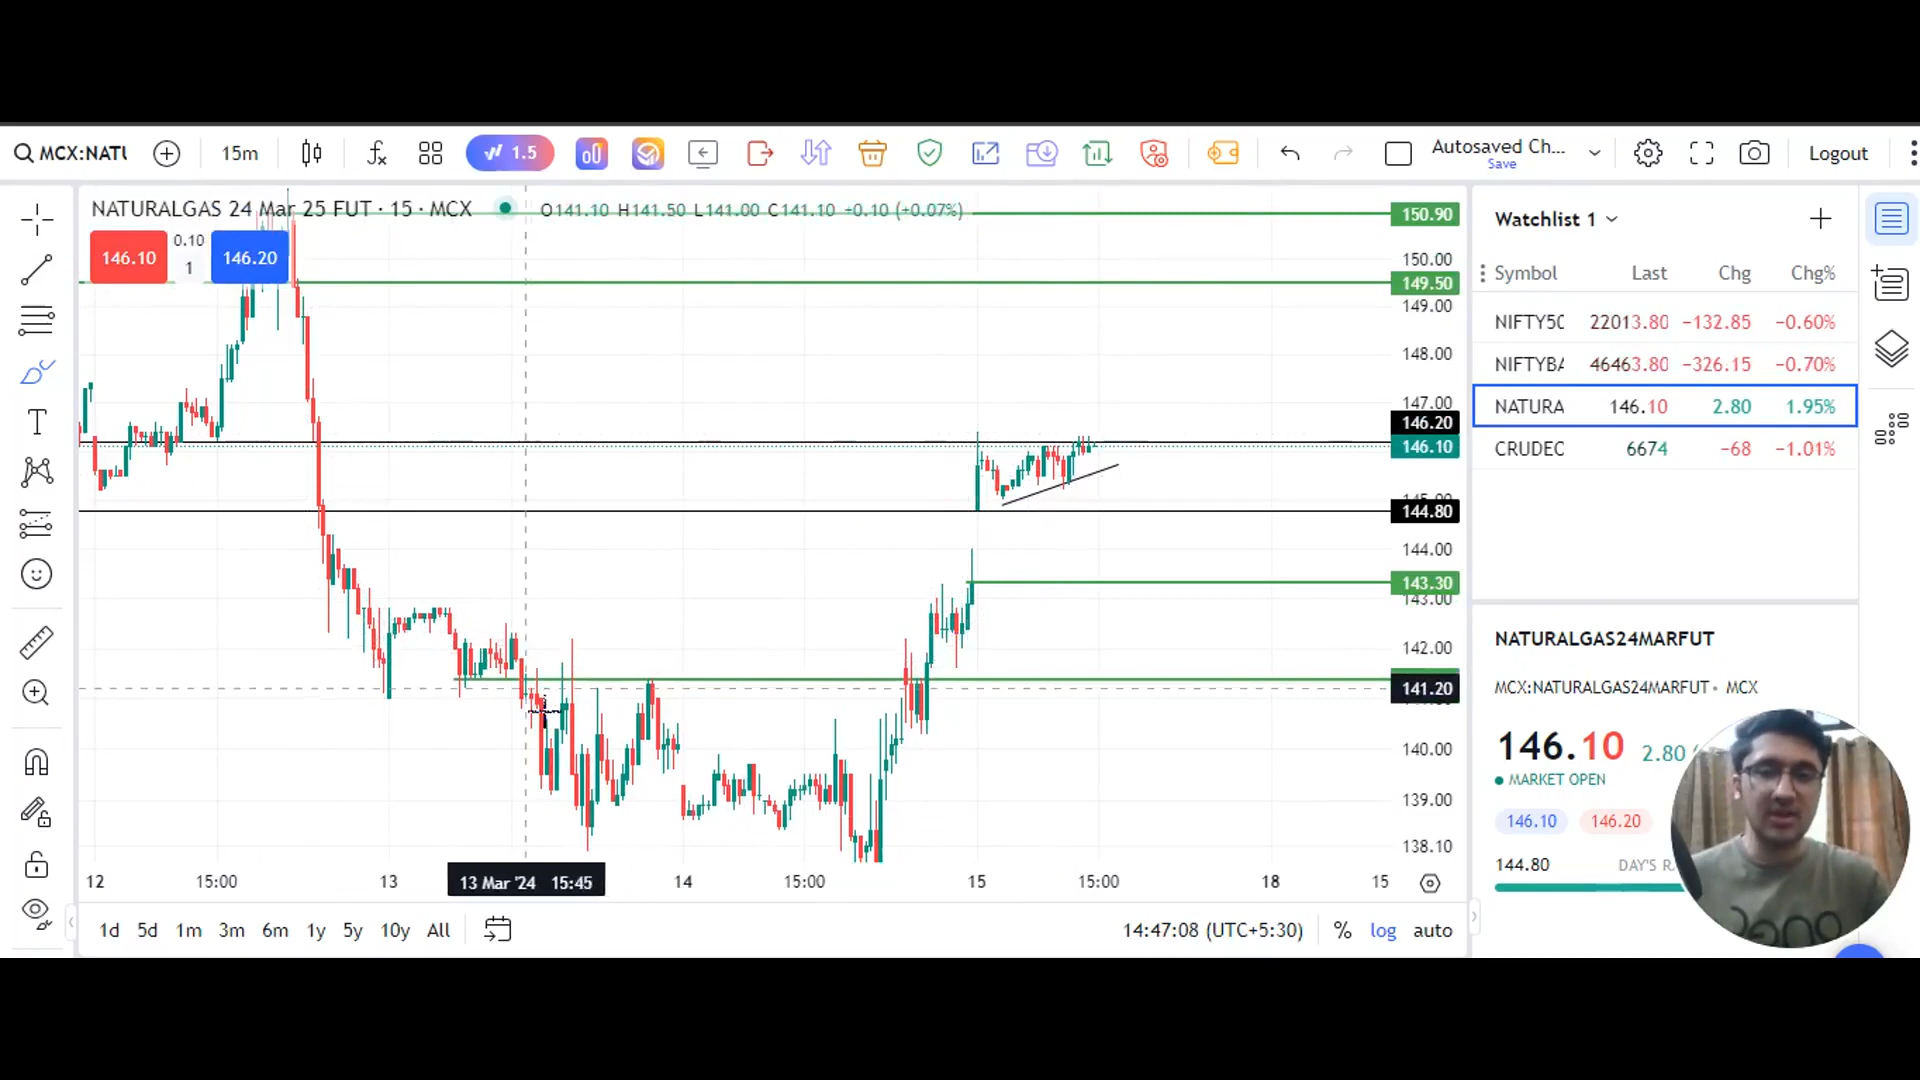 MCX:NATU
15m
1.5
Autosaved Ch...
Save
Logout
NATURALGAS 24 Mar 25 FUT · 15 · MCX
O141.10 H141.50 L141.00 C141.10 +0.10 (+0.07%)
146.10
0.10
1
146.20
150.90
150.00
149.50
149.00
148.00
147.00
146.20
146.10
145.00
144.80
144.00
143.30
143.00
142.00
141.20
140.00
139.00
138.10
12
15:00
13
13 Mar '24 15:45
14
15:00
15
15:00
18
15
1d 5d 1m 3m 6m 1y 5y 10y All
14:47:08 (UTC+5:30)
% log auto
Watchlist 1
Symbol Last Chg Chg%
NIFTY50 22013.80 −132.85 −0.60%
NIFTYBA 46463.80 −326.15 −0.70%
NATURA 146.10 2.80 1.95%
CRUDEO 6674 −68 −1.01%
NATURALGAS24MARFUT
MCX:NATURALGAS24MARFUT • MCX
146.10 2.80
MARKET OPEN
146.10 146.20
144.80 DAY'S RA